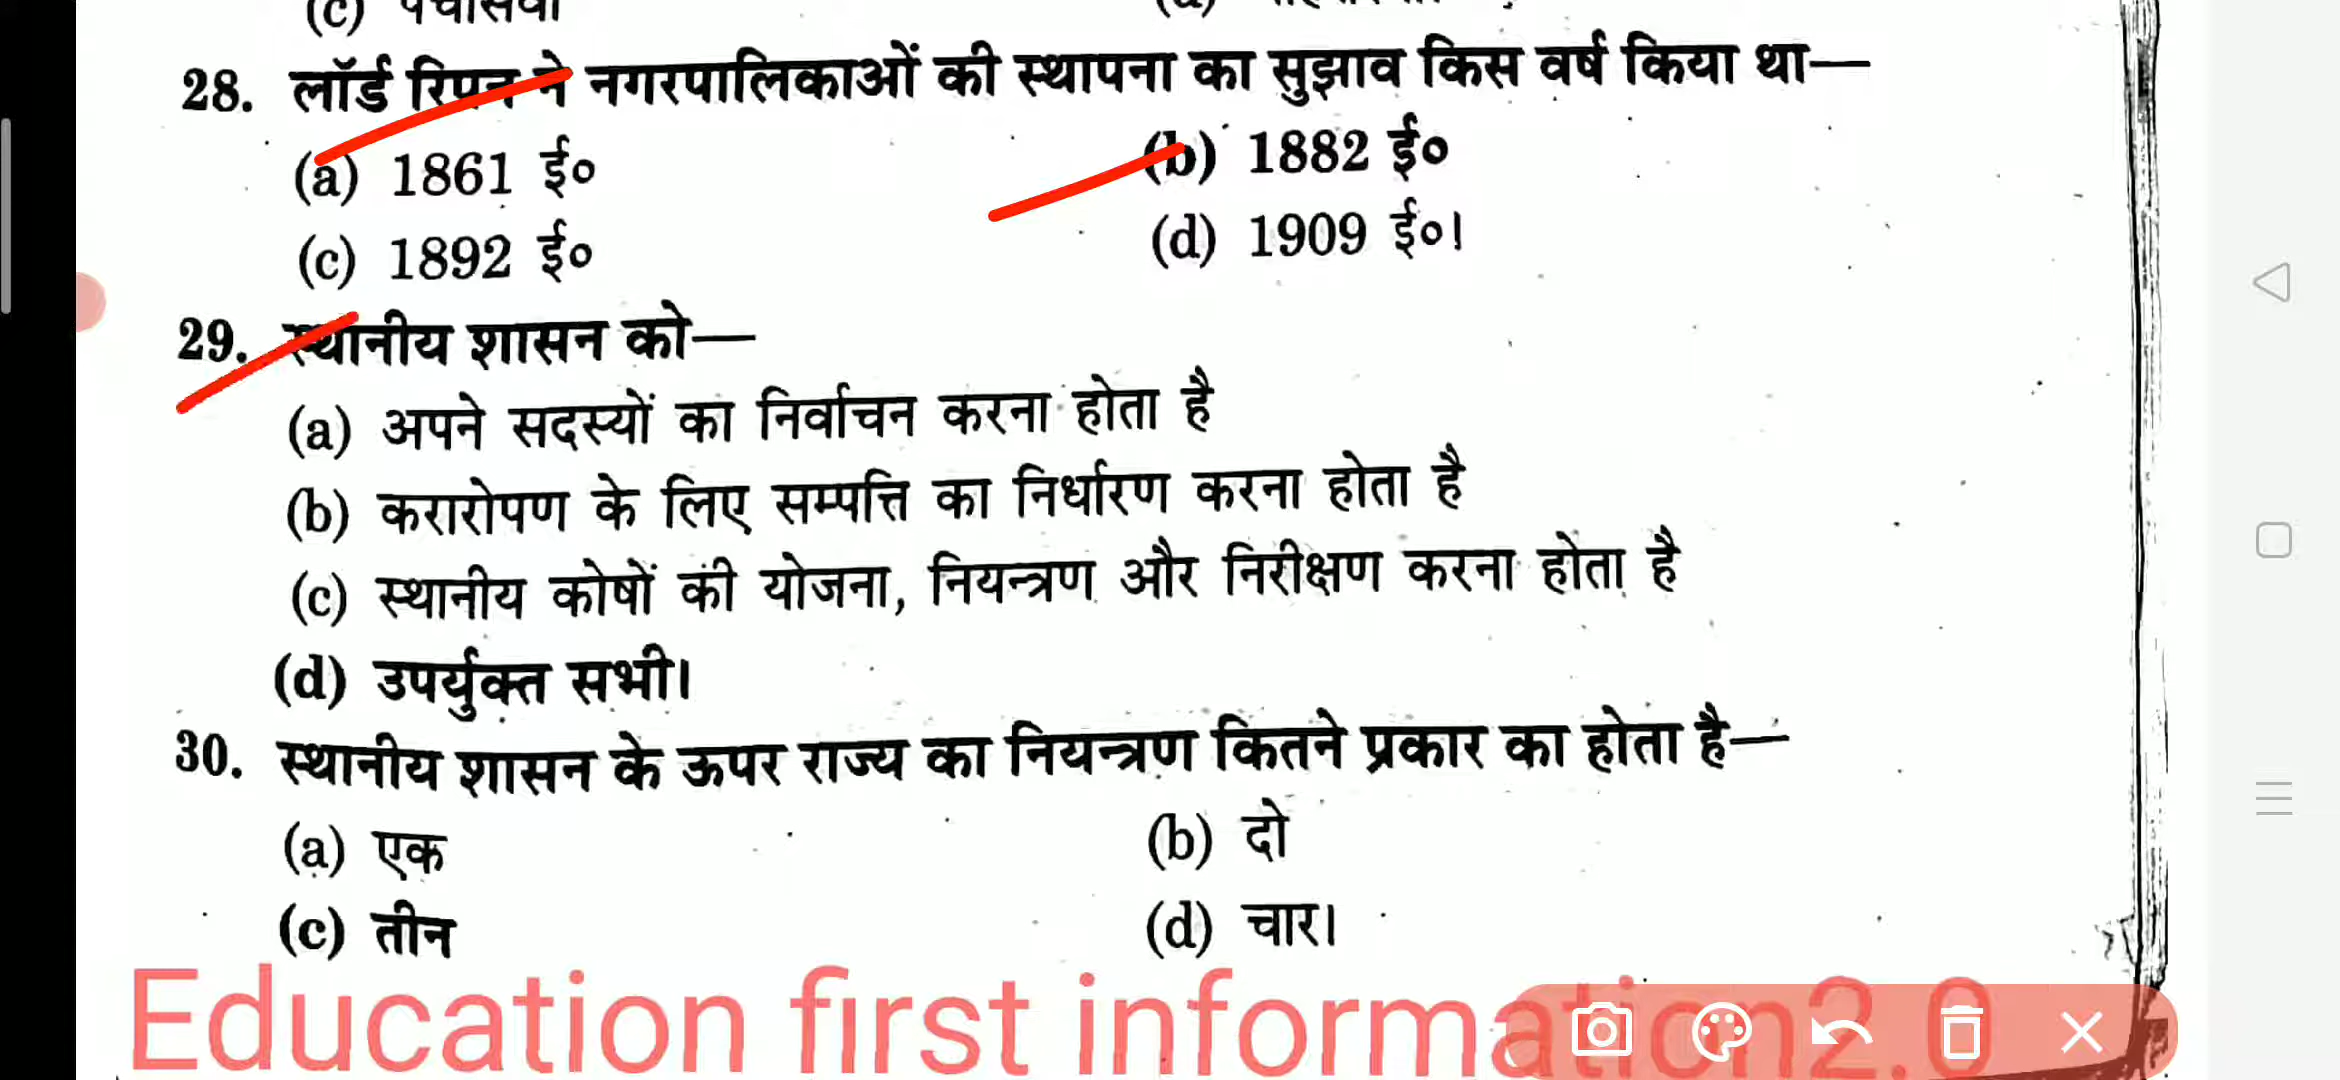 (c) पचासवाँ
28. लॉर्ड रिपन ने नगरपालिकाओं की स्थापना का सुझाव किस वर्ष किया था—
(a) 1861 ई० (b) 1882 ई०
(c) 1892 ई० (d) 1909 ई०।
29. स्थानीय शासन को—
(a) अपने सदस्यों का निर्वाचन करना होता है
(b) करारोपण के लिए सम्पत्ति का निर्धारण करना होता है
(c) स्थानीय कोषों की योजना, नियन्त्रण और निरीक्षण करना होता है
(d) उपर्युक्त सभी।
30. स्थानीय शासन के ऊपर राज्य का नियन्त्रण कितने प्रकार का होता है—
(a) एक (b) दो
(c) तीन (d) चार।
Education first information2.0